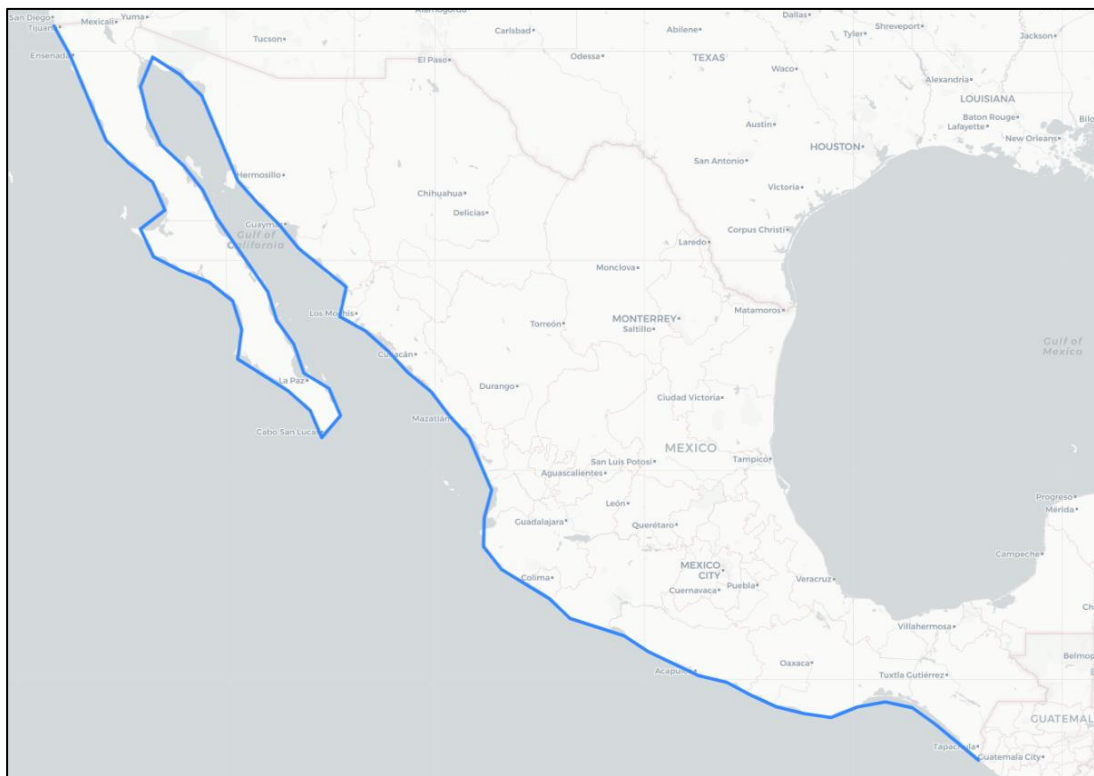 San Diego
Tijuana
Mexicali
Yuma
Ensenada
Tucson
Alamogordo
Carlsbad
El Paso
Odessa
Abilene
Dallas
Tyler
Shreveport
Jackson
TEXAS
Waco
Alexandria
LOUISIANA
Baton Rouge
Lafayette
New Orleans
Austin
HOUSTON
San Antonio
Victoria
Hermosillo
Chihuahua
Delicias
Guaymas
Gulf of
California
Corpus Christi
Laredo
Monclova
Matamoros
Los Mochis
Torreón
MONTERREY
Saltillo
Gulf of
Mexico
Culiacán
La Paz
Durango
Ciudad Victoria
Cabo San Lucas
Mazatlán
MEXICO
San Luis Potosí
Tampico
Aguascalientes
León
Guadalajara
Querétaro
Progreso
Mérida
Campeche
Colima
MEXICO
CITY
Puebla
Cuernavaca
Veracruz
Villahermosa
Belmop
Acapulco
Oaxaca
Tuxtla Gutiérrez
GUATEMAL
Tapachula
Guatemala City